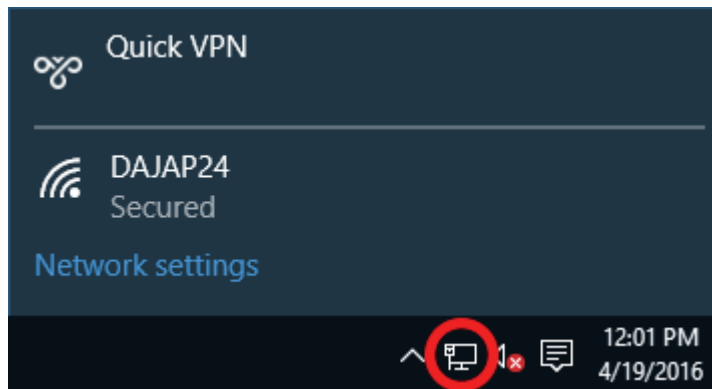 Quick VPN
DAJAP24
Secured
Network settings
12:01 PM
4/19/2016